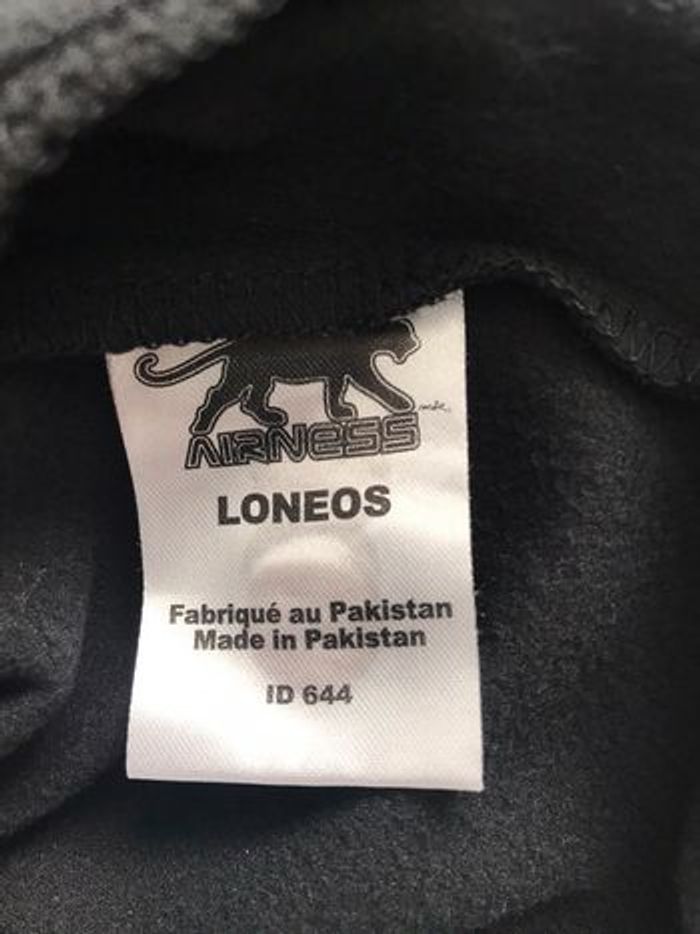 AIRNESS
LONEOS
Fabriqué au Pakistan
Made in Pakistan
ID 644